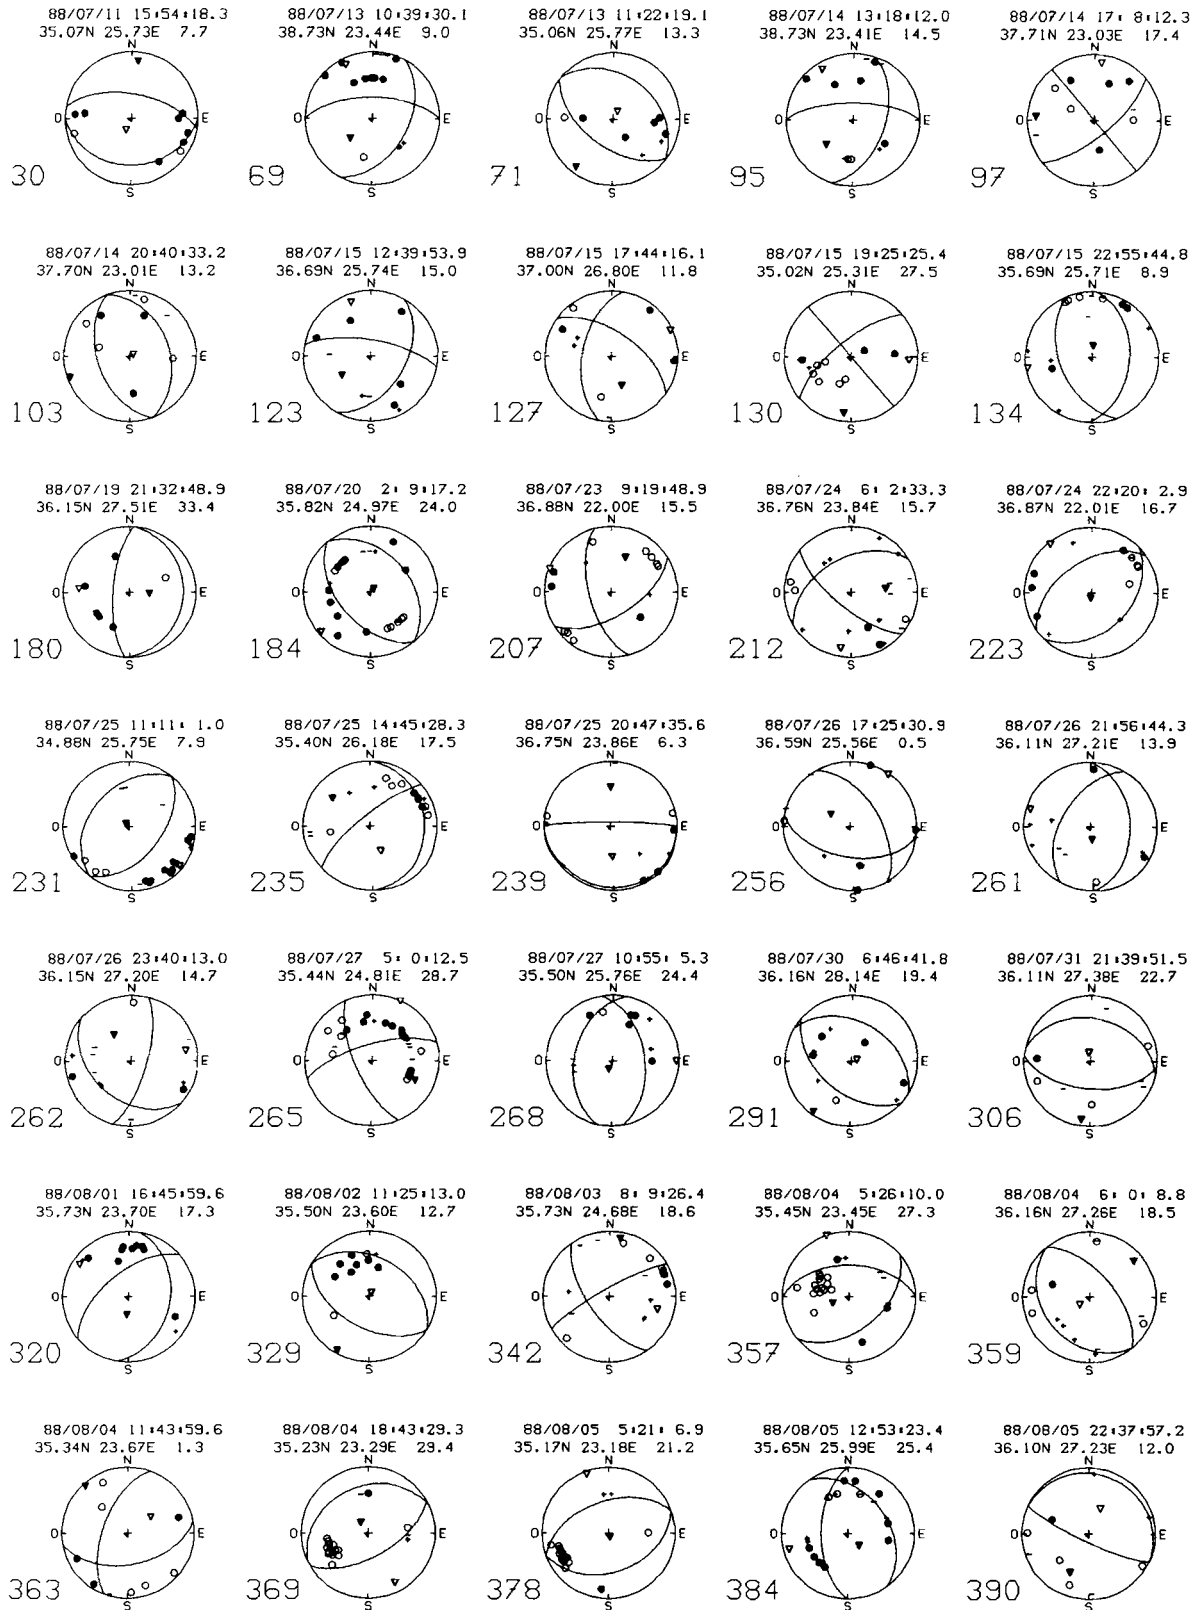 88/07/11 15:54:18.3
35.07N 25.73E 7.7
N
O
E
S
30
88/07/13 10:39:30.1
38.73N 23.44E 9.0
N
O
E
S
69
88/07/13 11:22:19.1
35.06N 25.77E 13.3
N
O
E
S
71
88/07/14 13:18:12.0
38.73N 23.41E 14.5
N
O
E
S
95
88/07/14 17: 8:12.3
37.71N 23.03E 17.4
N
O
E
S
97
88/07/14 20:40:33.2
37.70N 23.01E 13.2
N
O
E
S
103
88/07/15 12:39:53.9
36.69N 25.74E 15.0
N
O
E
S
123
88/07/15 17:44:16.1
37.00N 26.80E 11.8
N
O
E
S
127
88/07/15 19:25:25.4
35.02N 25.31E 27.5
N
O
E
S
130
88/07/15 22:55:44.8
35.69N 25.71E 8.9
N
O
E
S
134
88/07/19 21:32:48.9
36.15N 27.51E 33.4
N
O
E
S
180
88/07/20 2: 9:17.2
35.82N 24.97E 24.0
N
O
E
S
184
88/07/23 9:19:48.9
36.88N 22.00E 15.5
N
O
E
S
207
88/07/24 6: 2:33.3
36.76N 23.84E 15.7
N
O
E
S
212
88/07/24 22:20: 2.9
36.87N 22.01E 16.7
N
O
E
S
223
88/07/25 11:11: 1.0
34.88N 25.75E 7.9
N
O
E
S
231
88/07/25 14:45:28.3
35.40N 26.18E 17.5
N
O
E
S
235
88/07/25 20:47:35.6
36.75N 23.86E 6.3
N
O
E
S
239
88/07/26 17:25:30.9
36.59N 25.56E 0.5
N
O
E
S
256
88/07/26 21:56:44.3
36.11N 27.21E 13.9
N
O
E
S
261
88/07/26 23:40:13.0
36.15N 27.20E 14.7
N
O
E
S
262
88/07/27 5: 0:12.5
35.44N 24.81E 28.7
N
O
E
S
265
88/07/27 10:55: 5.3
35.50N 25.76E 24.4
N
O
E
S
268
88/07/30 6:46:41.8
36.16N 28.14E 19.4
N
O
E
S
291
88/07/31 21:39:51.5
36.11N 27.38E 22.7
N
O
E
S
306
88/08/01 16:45:59.6
35.73N 23.70E 17.3
N
O
E
S
320
88/08/02 11:25:13.0
35.50N 23.60E 12.7
N
O
E
S
329
88/08/03 8: 9:26.4
35.73N 24.68E 18.6
N
O
E
S
342
88/08/04 5:26:10.0
35.45N 23.45E 27.3
N
O
E
S
357
88/08/04 6: 0: 8.8
36.16N 27.26E 18.5
N
O
E
S
359
88/08/04 11:43:59.6
35.34N 23.67E 1.3
N
O
E
S
363
88/08/04 18:43:29.3
35.23N 23.29E 29.4
N
O
E
S
369
88/08/05 5:21: 6.9
35.17N 23.18E 21.2
N
O
E
S
378
88/08/05 12:53:23.4
35.65N 25.99E 25.4
N
O
E
S
384
88/08/05 22:37:57.2
36.10N 27.23E 12.0
N
O
E
S
390